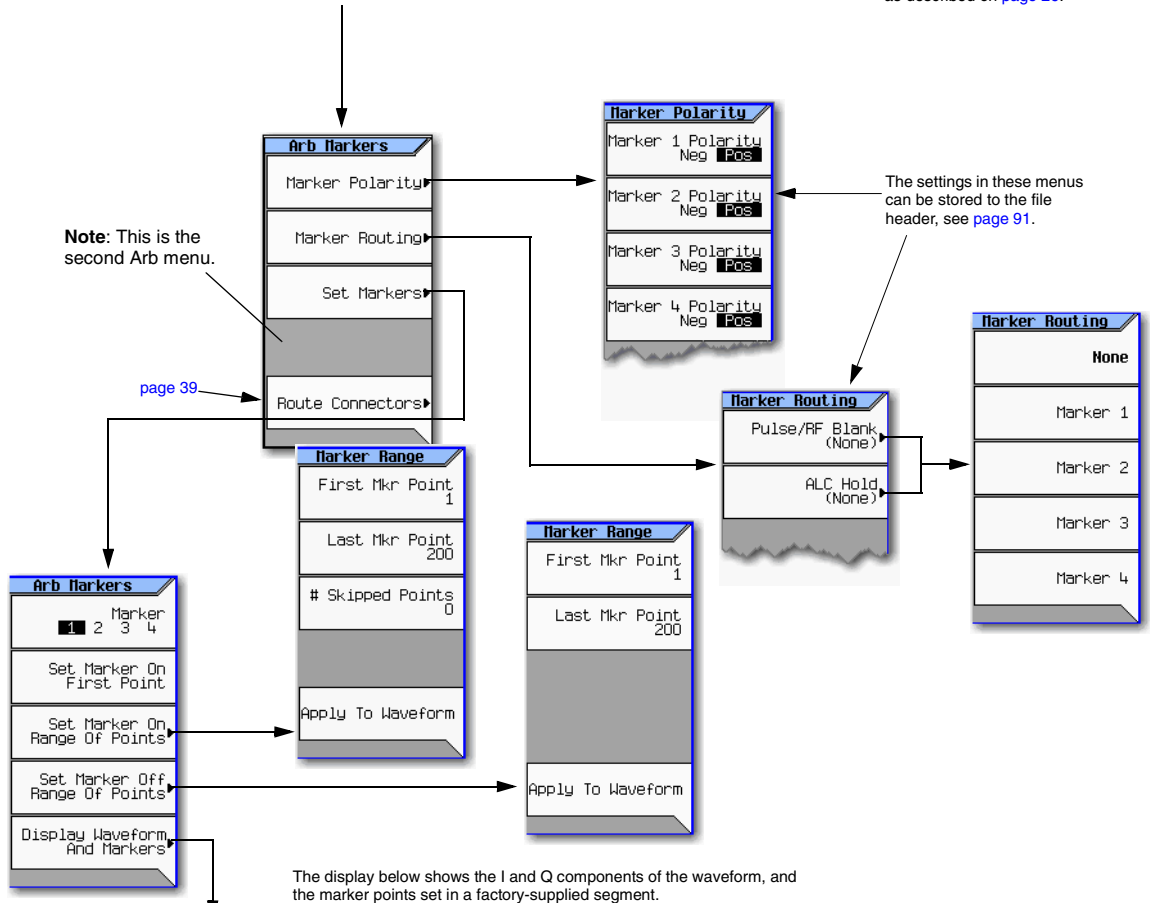 as described on page 26.
Arb Markers
Marker Polarity
Marker Routing
Set Markers
Route Connectors
Note: This is the
second Arb menu.
page 39
Marker Polarity
Marker 1 Polarity
Neg Pos
Marker 2 Polarity
Neg Pos
Marker 3 Polarity
Neg Pos
Marker 4 Polarity
Neg Pos
The settings in these menus
can be stored to the file
header, see page 91.
Marker Routing
Pulse/RF Blank
(None)
ALC Hold
(None)
Marker Routing
None
Marker 1
Marker 2
Marker 3
Marker 4
Marker Range
First Mkr Point
1
Last Mkr Point
200
# Skipped Points
0
Apply To Waveform
Marker Range
First Mkr Point
1
Last Mkr Point
200
Apply To Waveform
Arb Markers
Marker
1 2 3 4
Set Marker On
First Point
Set Marker On
Range Of Points
Set Marker Off
Range Of Points
Display Waveform
And Markers
The display below shows the I and Q components of the waveform, and
the marker points set in a factory-supplied segment.